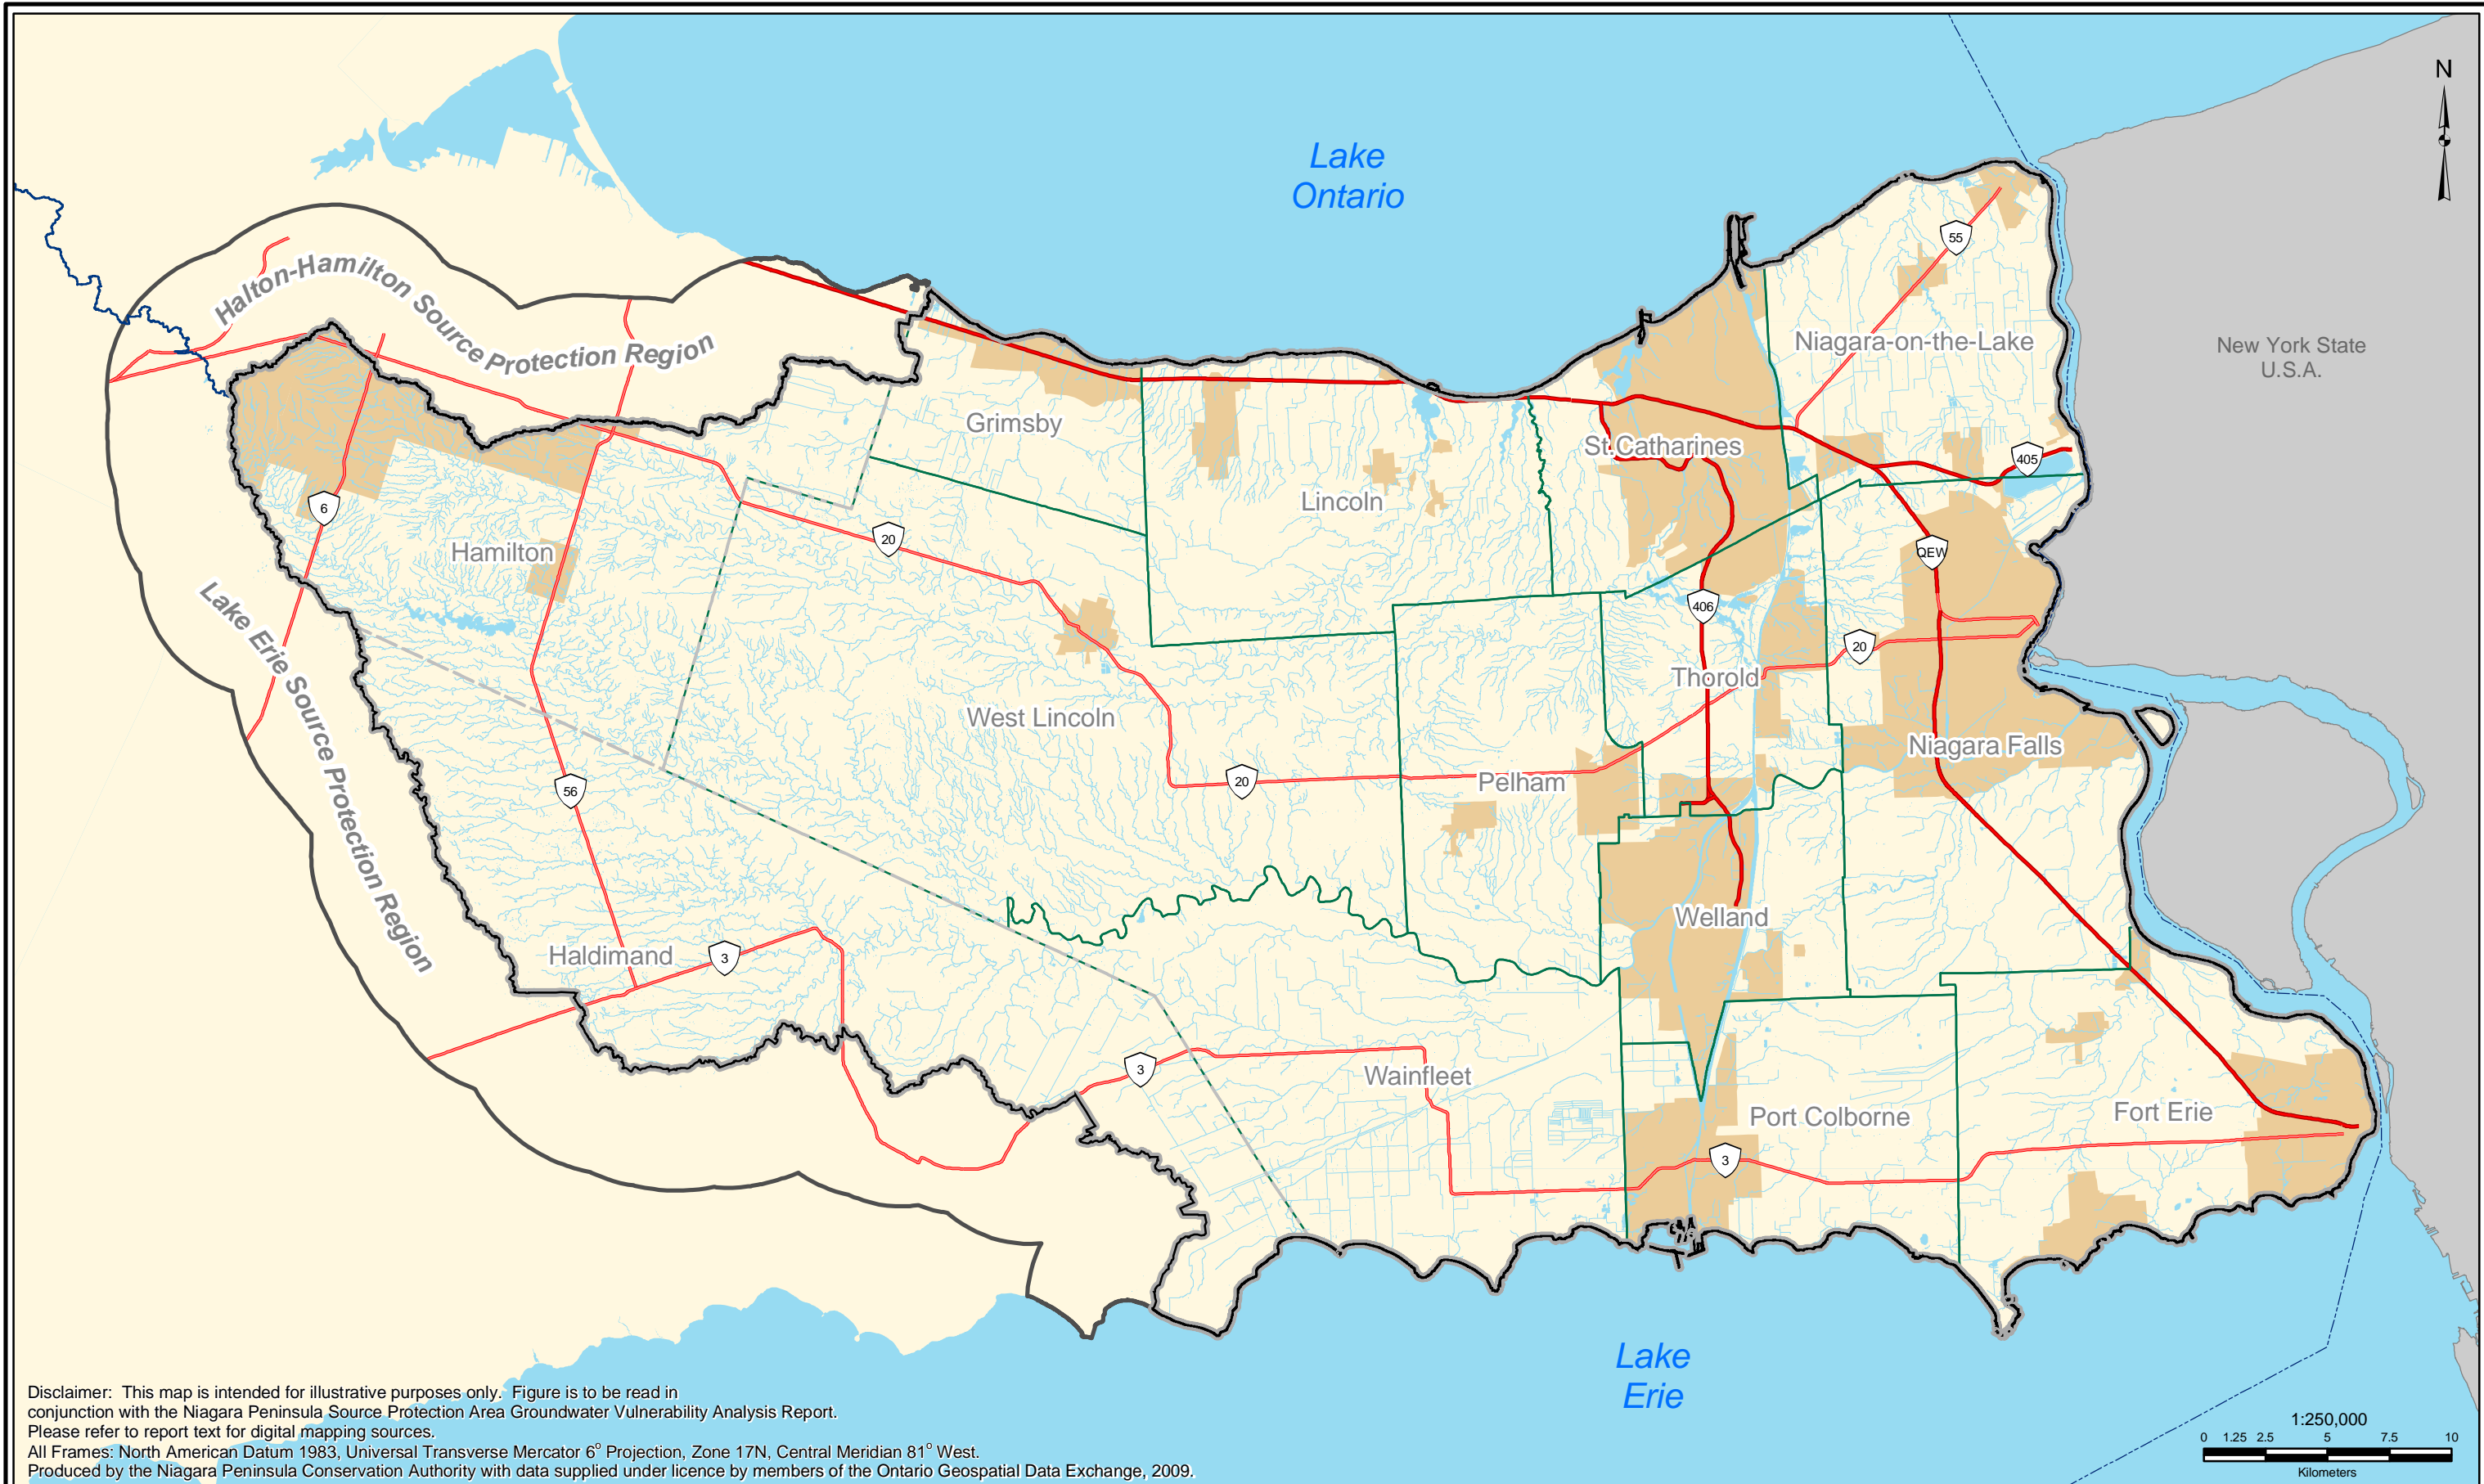 N
Lake
Ontario
55
Halton-Hamilton Source Protection Region
Niagara-on-the-Lake
New York State
U.S.A.
Grimsby
St.Catharines
405
Lincoln
6
20
Hamilton
QEW
406
20
Lake Erie Source Protection Region
Thorold
West Lincoln
Niagara Falls
56
20
Pelham
Welland
Haldimand
3
3
Wainfleet
Port Colborne
Fort Erie
3
Lake
Erie
Disclaimer: This map is intended for illustrative purposes only. Figure is to be read in
conjunction with the Niagara Peninsula Source Protection Area Groundwater Vulnerability Analysis Report.
Please refer to report text for digital mapping sources.
All Frames: North American Datum 1983, Universal Transverse Mercator 6° Projection, Zone 17N, Central Meridian 81° West.
Produced by the Niagara Peninsula Conservation Authority with data supplied under licence by members of the Ontario Geospatial Data Exchange, 2009.
1:250,000
0 1.25 2.5 5 7.5 10
Kilometers